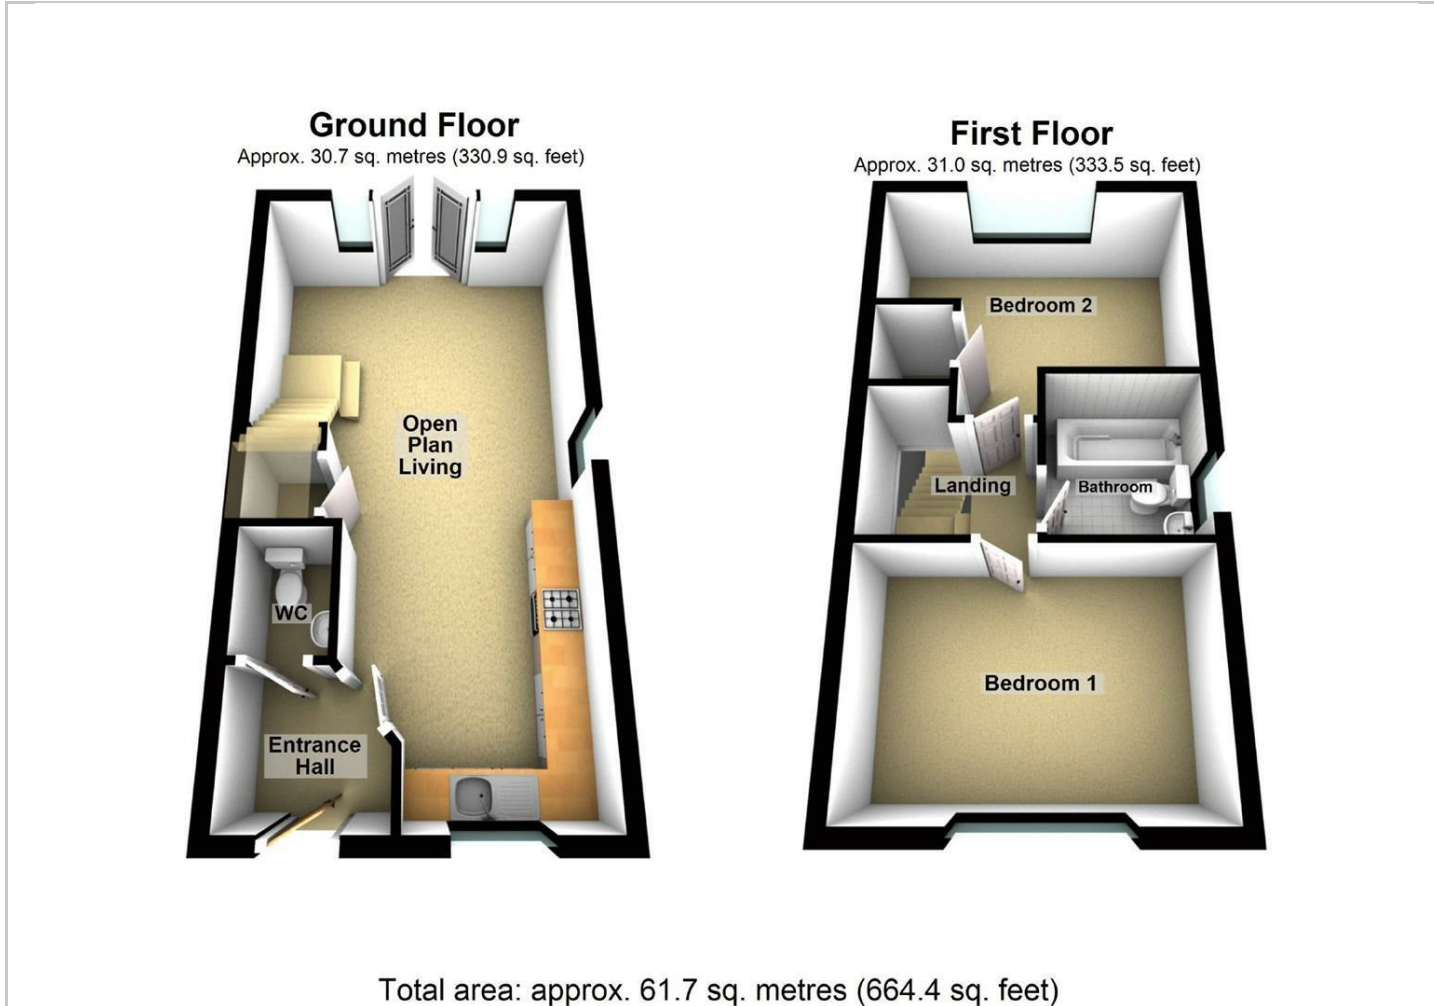 Ground Floor
Approx. 30.7 sq. metres (330.9 sq. feet)
Open
Plan
Living
WC
Entrance
Hall
First Floor
Approx. 31.0 sq. metres (333.5 sq. feet)
Bedroom 2
Landing
Bathroom
Bedroom 1
Total area: approx. 61.7 sq. metres (664.4 sq. feet)